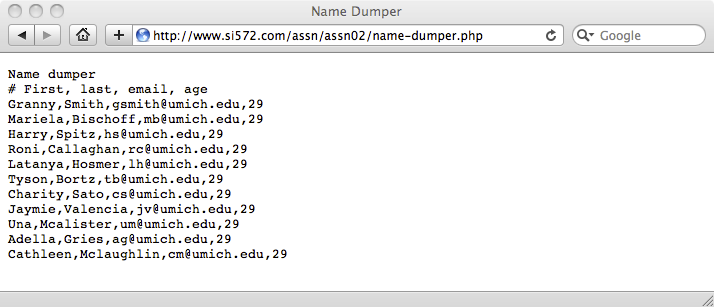 Name Dumper
http://www.si572.com/assn/assn02/name-dumper.php
Google
Name dumper
# First, last, email, age
Granny,Smith,gsmith@umich.edu,29
Mariela,Bischoff,mb@umich.edu,29
Harry,Spitz,hs@umich.edu,29
Roni,Callaghan,rc@umich.edu,29
Latanya,Hosmer,lh@umich.edu,29
Tyson,Bortz,tb@umich.edu,29
Charity,Sato,cs@umich.edu,29
Jaymie,Valencia,jv@umich.edu,29
Una,Mcalister,um@umich.edu,29
Adella,Gries,ag@umich.edu,29
Cathleen,Mclaughlin,cm@umich.edu,29